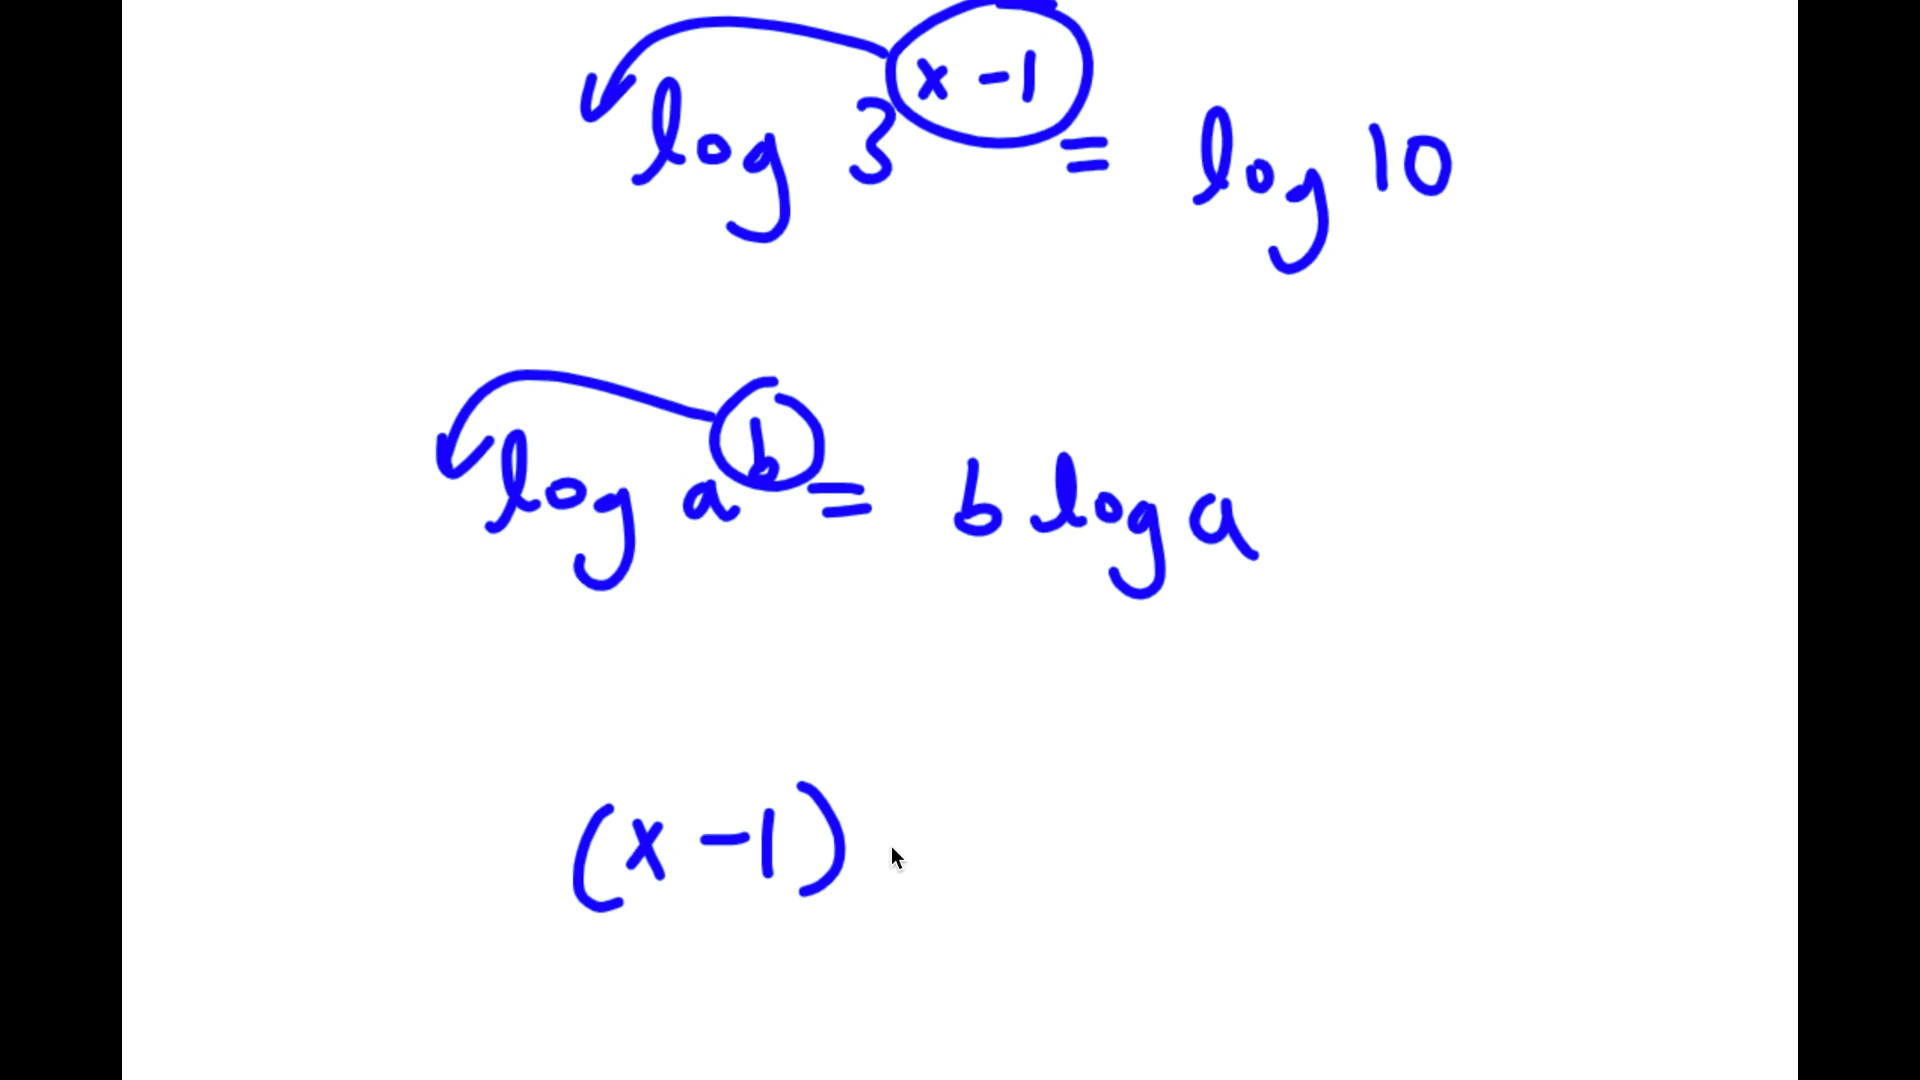 log 3^{x-1} = log 10
log a^b = b log a
(x-1)